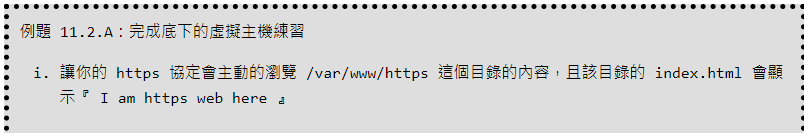 例題 11.2.A：完成底下的虛擬主機練習
i. 讓你的 https 協定會主動的瀏覽 /var/www/https 這個目錄的內容，且該目錄的 index.html 會顯
示『 I am https web here 』